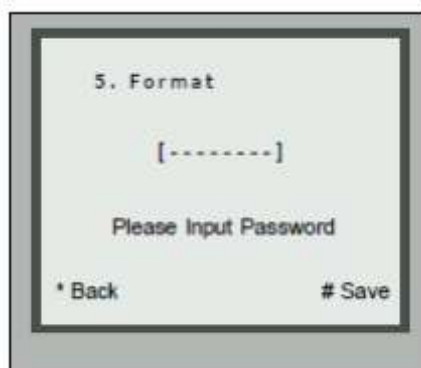 5. Format
[--------]
Please Input Password
* Back # Save